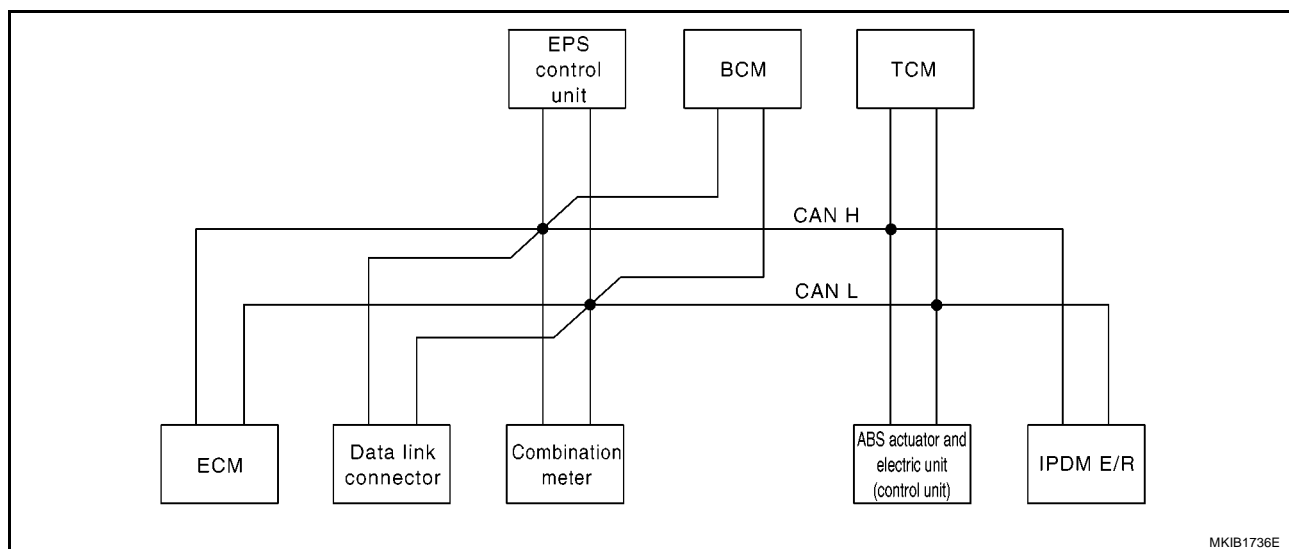 EPS
control
unit
BCM
TCM
CAN H
CAN L
ECM
Data link
connector
Combination
meter
ABS actuator and
electric unit
(control unit)
IPDM E/R
MKIB1736E